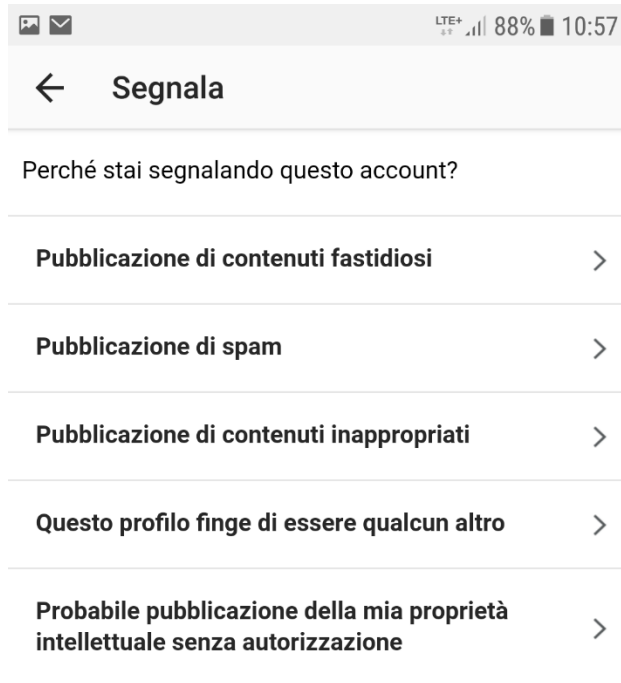 LTE+ 88% 10:57
Segnala
Perché stai segnalando questo account?
Pubblicazione di contenuti fastidiosi
Pubblicazione di spam
Pubblicazione di contenuti inappropriati
Questo profilo finge di essere qualcun altro
Probabile pubblicazione della mia proprietà
intellettuale senza autorizzazione